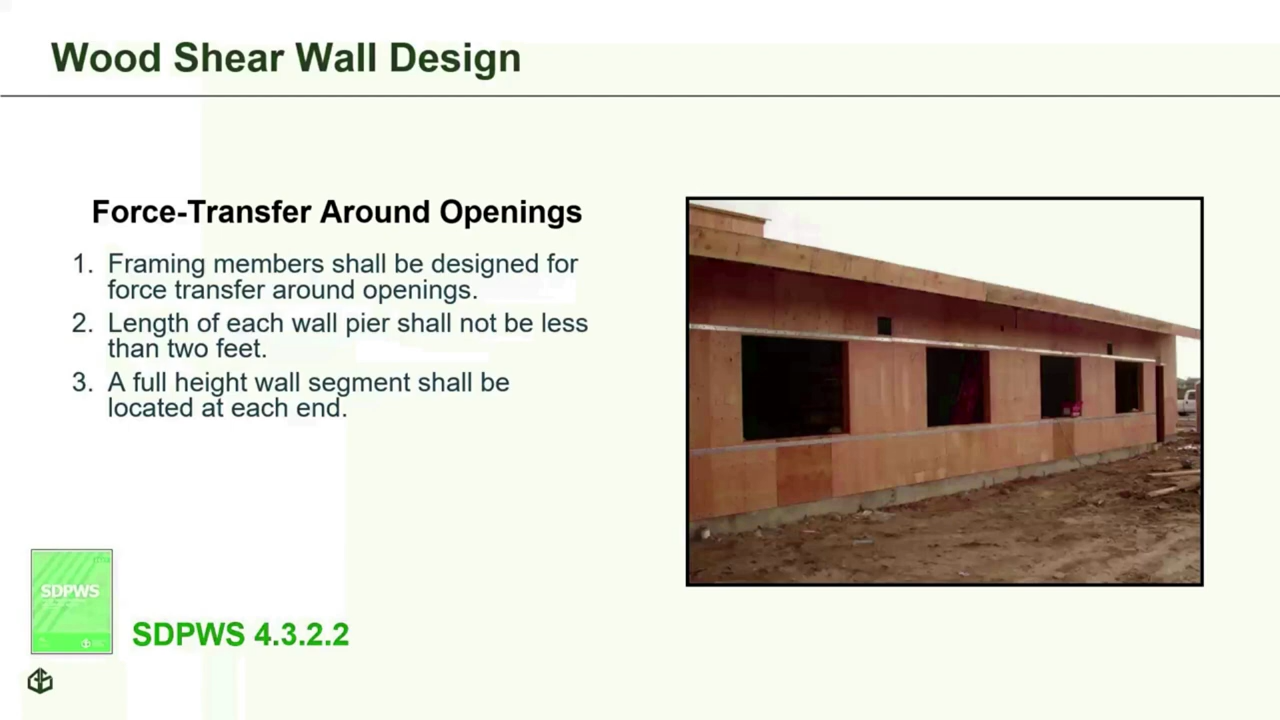 Wood Shear Wall Design
Force-Transfer Around Openings
1. Framing members shall be designed for
force transfer around openings.
2. Length of each wall pier shall not be less
than two feet.
3. A full height wall segment shall be
located at each end.
SDPWS
SDPWS 4.3.2.2